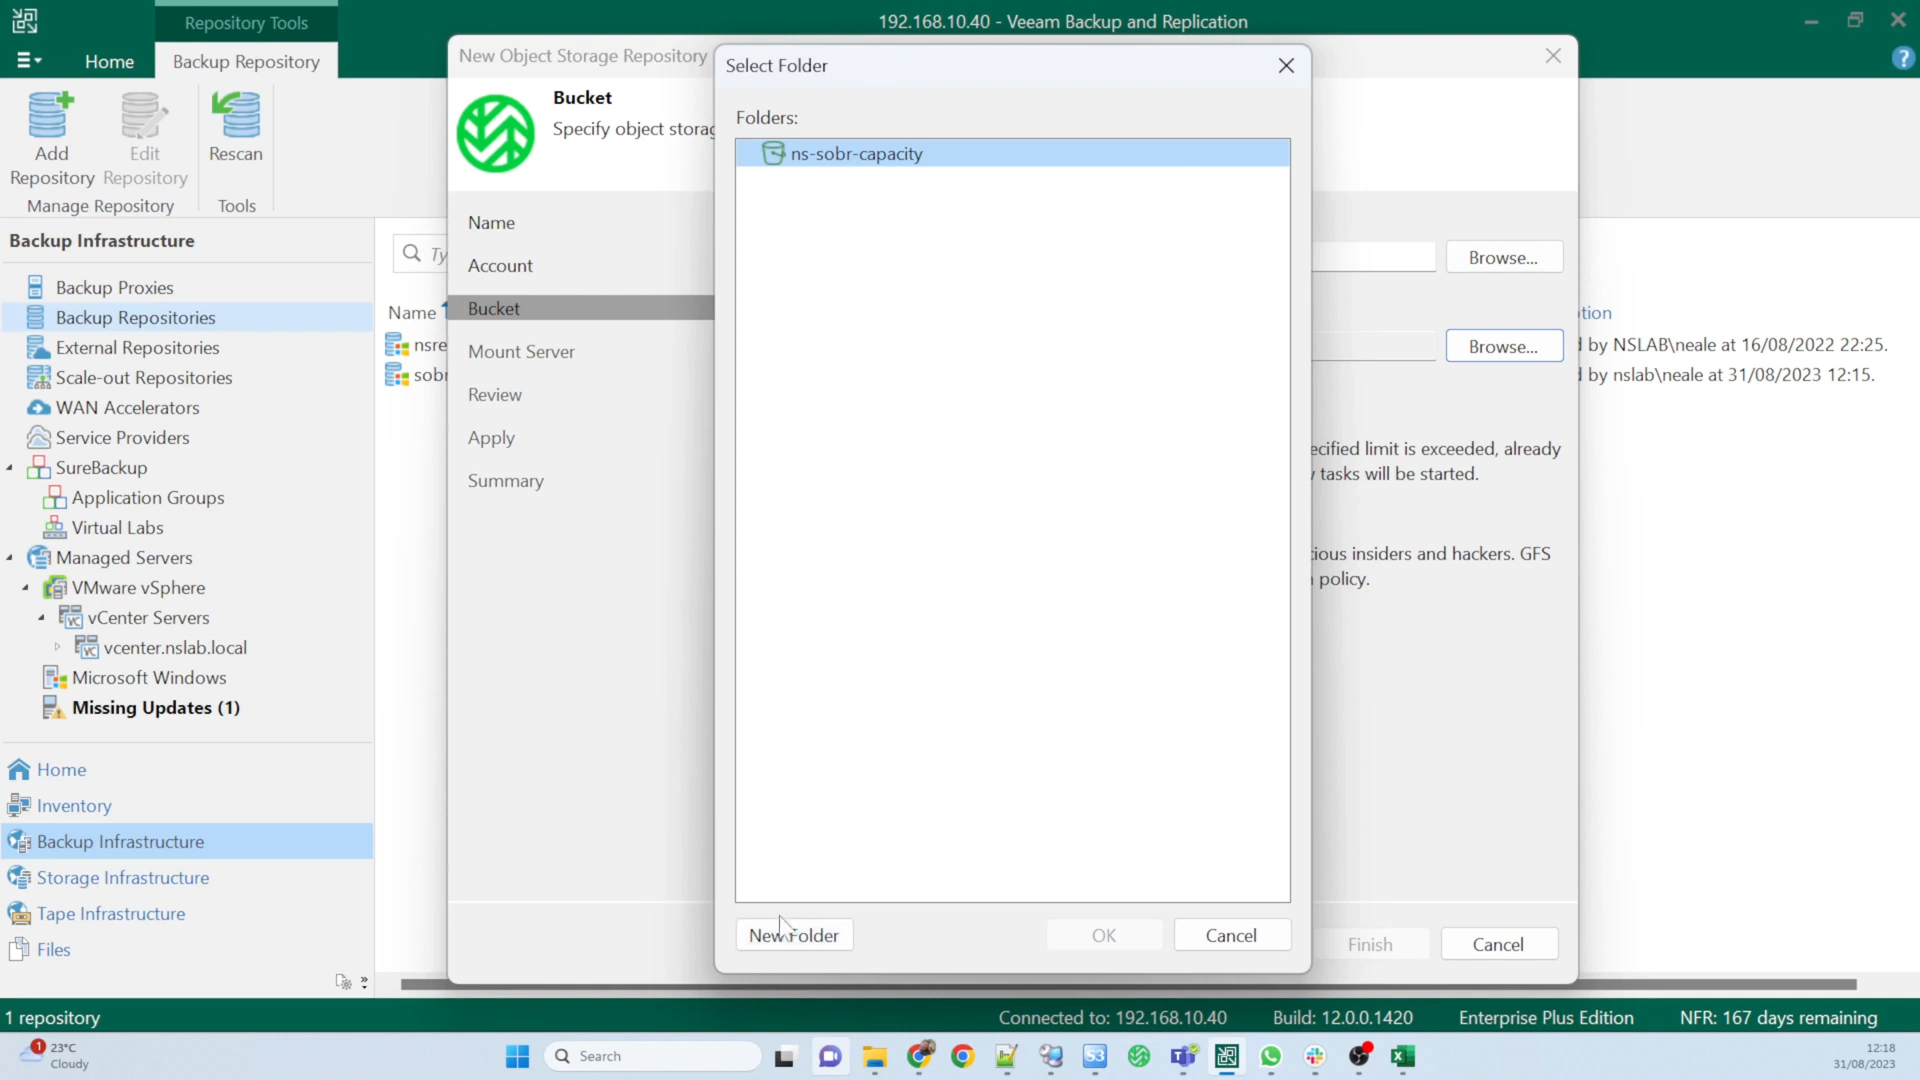 Repository Tools
192.168.10.40 - Veeam Backup and Replication
Home
Backup Repository
Add Repository
Edit Repository
Rescan
Manage Repository
Tools
Backup Infrastructure
Backup Proxies
Backup Repositories
External Repositories
Scale-out Repositories
WAN Accelerators
Service Providers
SureBackup
Application Groups
Virtual Labs
Managed Servers
VMware vSphere
vCenter Servers
vcenter.nslab.local
Microsoft Windows
Missing Updates (1)
Home
Inventory
Backup Infrastructure
Storage Infrastructure
Tape Infrastructure
Files
Ty
Name
nsre
sobr
tion
by NSLAB\neale at 16/08/2022 22:25.
by nslab\neale at 31/08/2023 12:15.
New Object Storage Repository
Bucket
Specify object storag
Name
Account
Bucket
Mount Server
Review
Apply
Summary
Browse...
Browse...
ecified limit is exceeded, already
tasks will be started.
cious insiders and hackers. GFS
policy.
Finish
Cancel
Select Folder
Folders:
ns-sobr-capacity
New Folder
OK
Cancel
1 repository
Connected to: 192.168.10.40
Build: 12.0.0.1420
Enterprise Plus Edition
NFR: 167 days remaining
1
23°C
Cloudy
Search
S3
12:18
31/08/2023